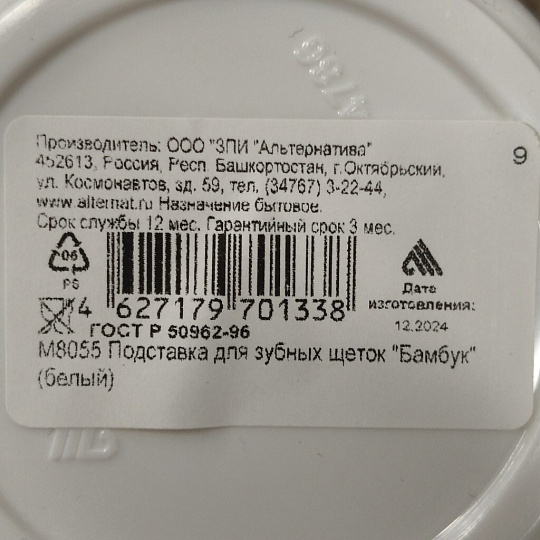 Производитель: ООО "ЗПИ "Альтернатива"
9
452613, Россия, Респ. Башкортостан, г.Октябрьский,
ул. Космонавтов, зд. 59, тел. (34767) 3-22-44,
www.alternat.ru Назначение бытовое.
Срок службы 12 мес. Гарантийный срок 3 мес.
06
PS
4 627179 701338
Дата
изготовления:
12.2024
ГОСТ Р 50962-96
М8055 Подставка для зубных щеток "Бамбук"
(белый)